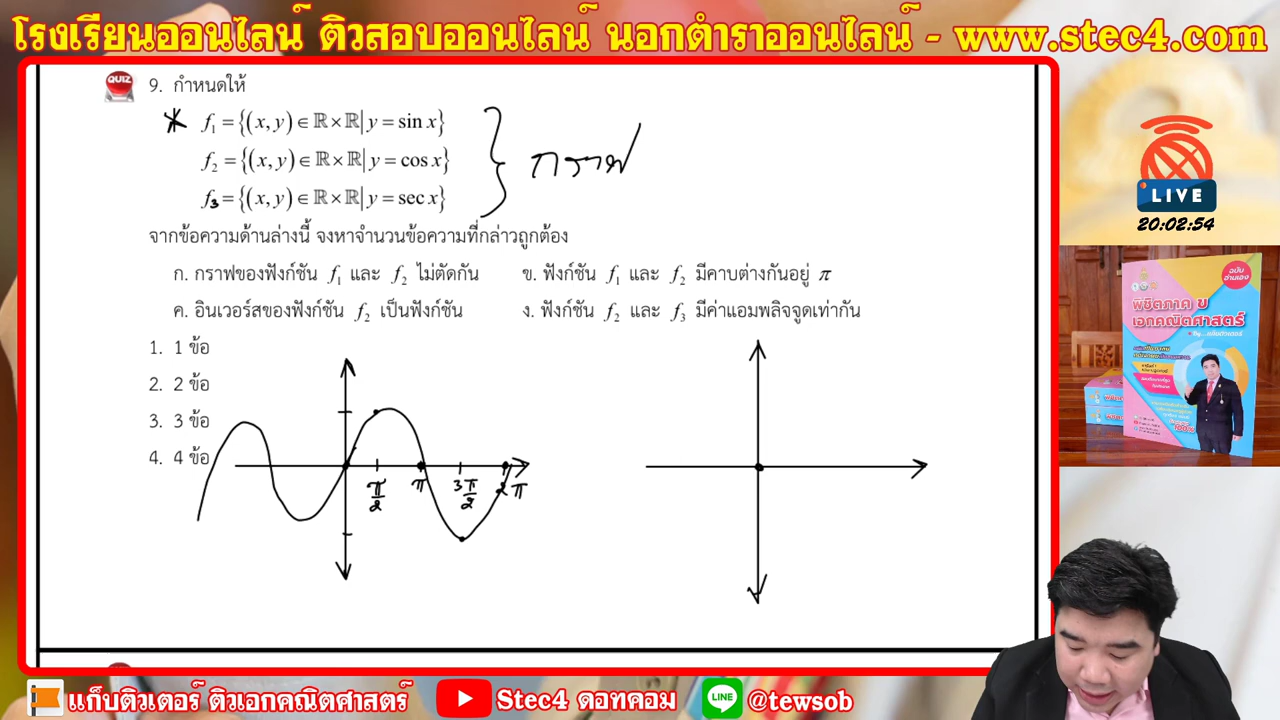 โรงเรียนออนไลน์ ติวสอบออนไลน์ นอกตำราออนไลน์ - www.stec4.com
QUIZ 9. กำหนดให้
* f₁ = {(x, y) ∈ ℝ × ℝ | y = sin x}
f₂ = {(x, y) ∈ ℝ × ℝ | y = cos x} กราฟ
f₃ = {(x, y) ∈ ℝ × ℝ | y = sec x}
จากข้อความด้านล่างนี้ จงหาจำนวนข้อความที่กล่าวถูกต้อง
ก. กราฟของฟังก์ชัน f₁ และ f₂ ไม่ตัดกัน ข. ฟังก์ชัน f₁ และ f₂ มีคาบต่างกันอยู่ π
ค. อินเวอร์สของฟังก์ชัน f₂ เป็นฟังก์ชัน ง. ฟังก์ชัน f₂ และ f₃ มีค่าแอมพลิจูดเท่ากัน
1. 1 ข้อ
2. 2 ข้อ
3. 3 ข้อ
4. 4 ข้อ
π/2 π 3π/2 2π
LIVE
20:02:54
ฉบับ
อ่านเอง
พิชิตภาค ข
เอกคณิตศาสตร์
แก็บติวเตอร์ ติวเอกคณิตศาสตร์ Stec4 ดอทคอม LINE @tewsob